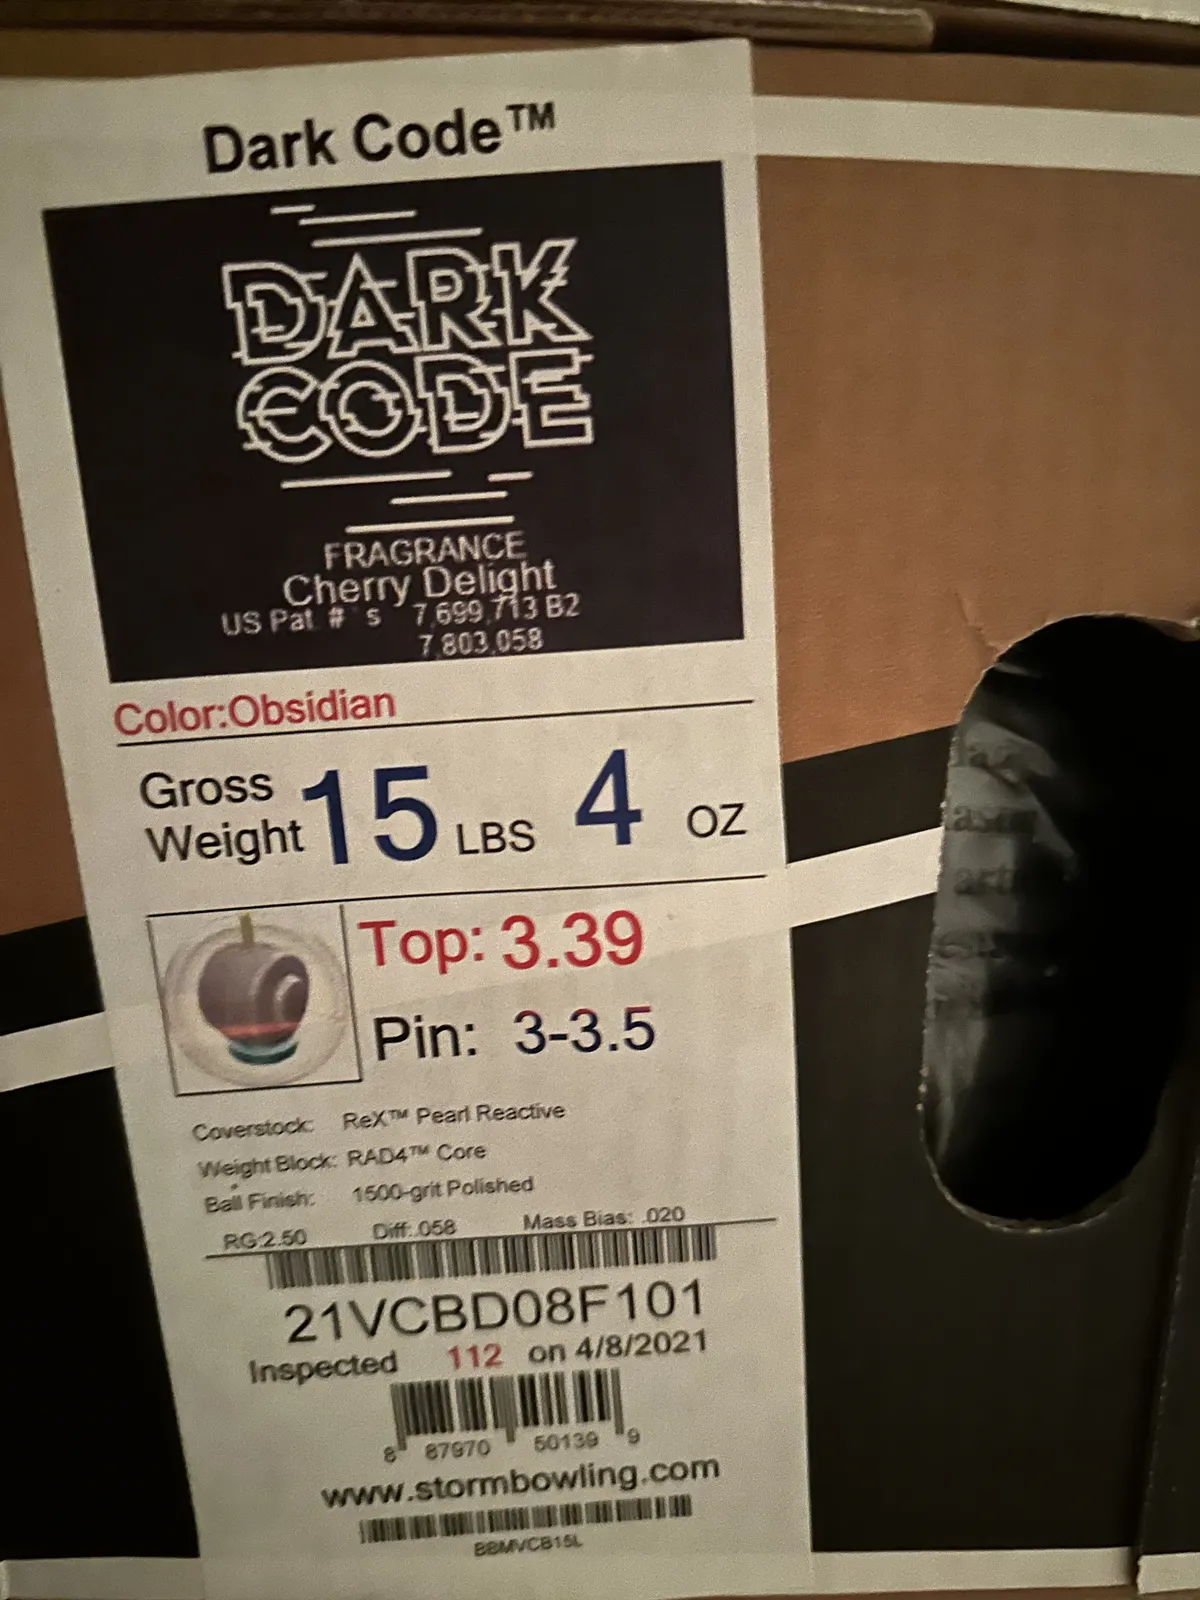 Dark Code™
DARK
CODE
FRAGRANCE
Cherry Delight
US Pat # ' s 7,699,713 B2
7,803,058
Color:Obsidian
Gross Weight 15 LBS 4 OZ
Top: 3.39
Pin: 3-3.5
Coverstock: ReX™ Pearl Reactive
Weight Block: RAD4™ Core
Ball Finish: 1500-grit Polished
RG:2.50 Diff:.058 Mass Bias: .020
21VCBD08F101
Inspected 112 on 4/8/2021
8 87970 50139 9
www.stormbowling.com
BBMVCB15L